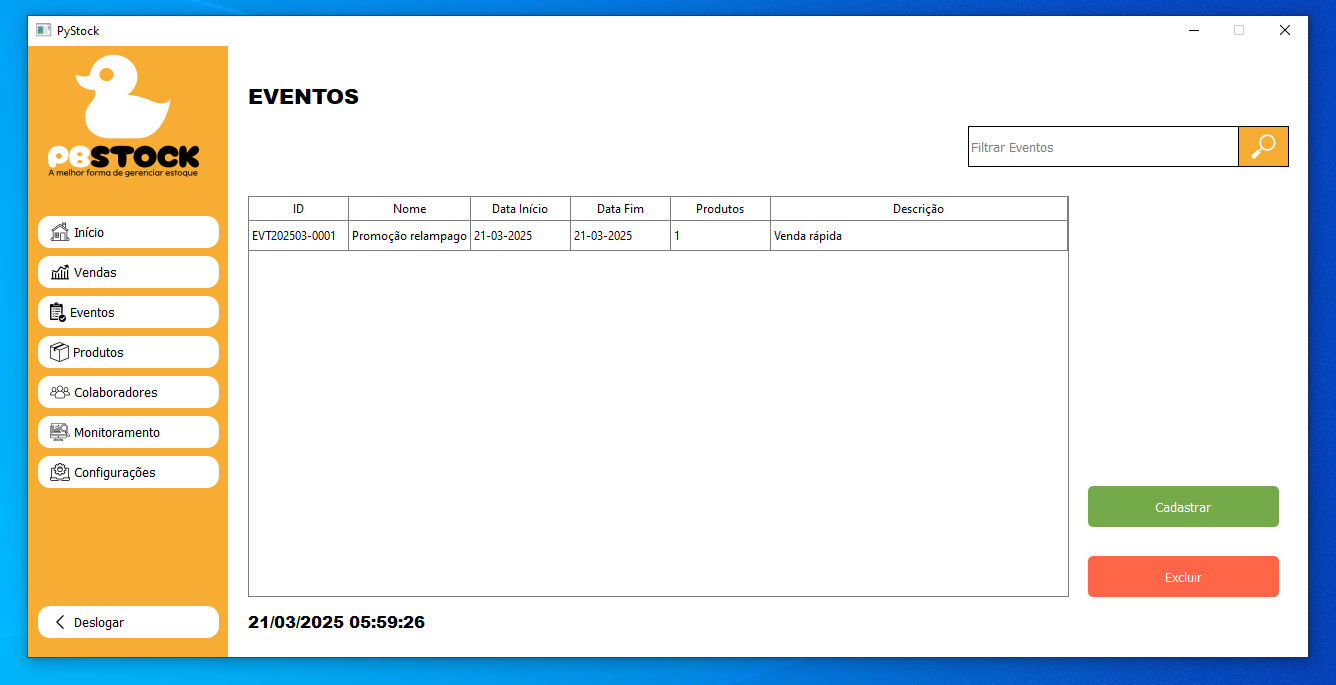 PyStock
PBSTOCK
A melhor forma de gerenciar estoque
Início
Vendas
Eventos
Produtos
Colaboradores
Monitoramento
Configurações
Deslogar
EVENTOS
Filtrar Eventos
ID Nome Data Início Data Fim Produtos Descrição
EVT202503-0001 Promoção relampago 21-03-2025 21-03-2025 1 Venda rápida
Cadastrar
Excluir
21/03/2025 05:59:26